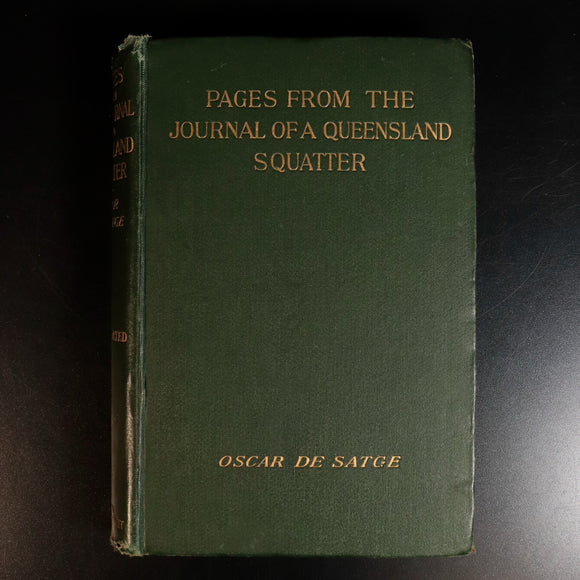 PAGES FROM THE
JOURNAL OF A QUEENSLAND
SQUATTER
OSCAR DE SATGE